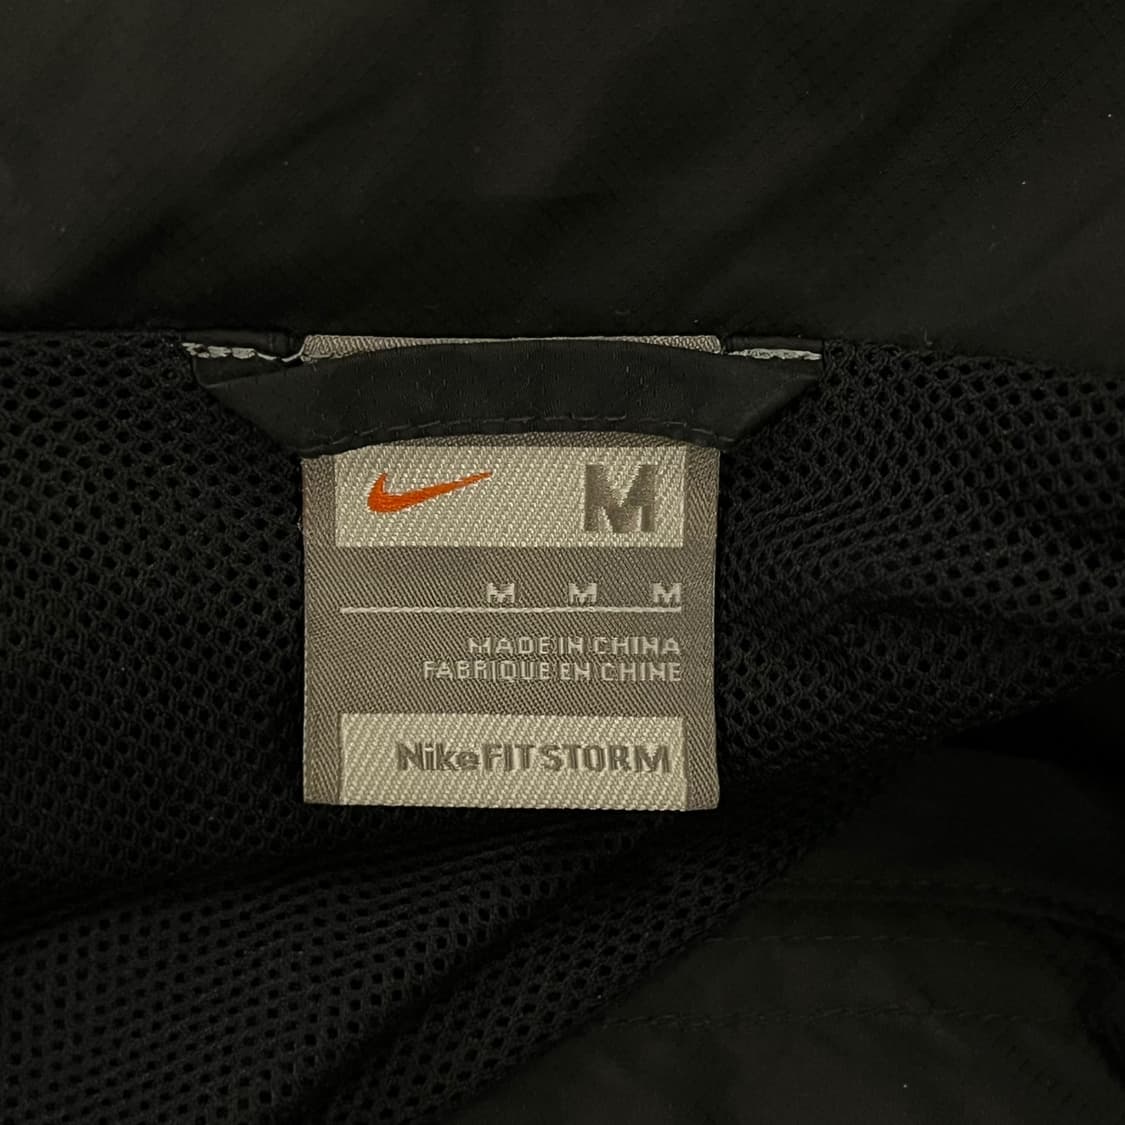 M
M M M
MADE IN CHINA
FABRIQUE EN CHINE
NikeFITSTORM